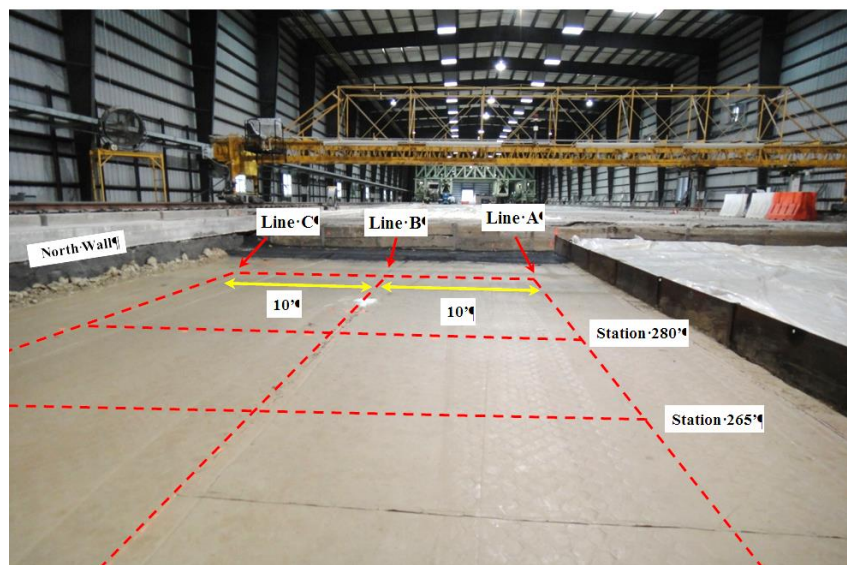 Line·C¶
Line·B¶
Line·A¶
North·Wall¶
10’¶
10’¶
Station·280’¶
Station·265’¶